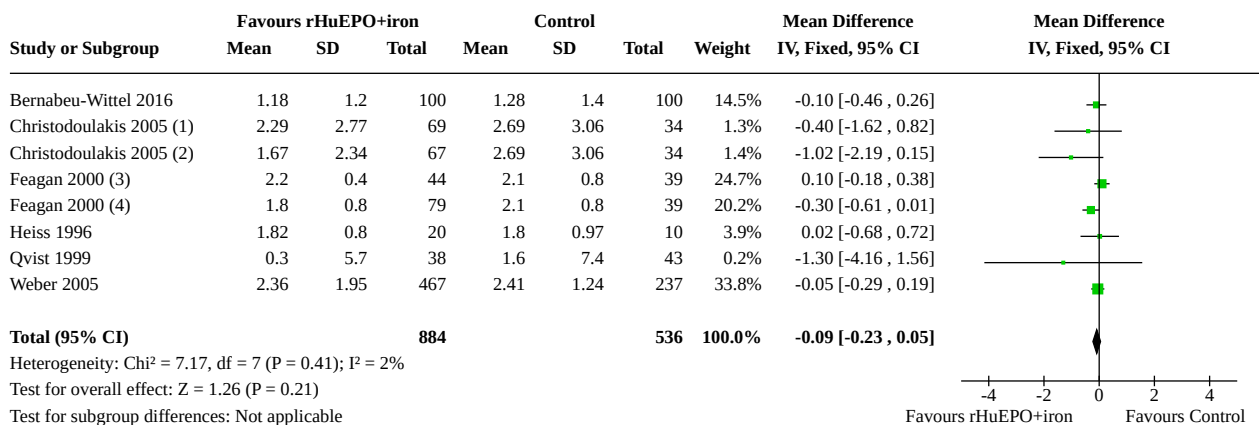 Favours rHuEPO+iron Control Mean Difference Mean Difference
Study or Subgroup Mean SD Total Mean SD Total Weight IV, Fixed, 95% CI IV, Fixed, 95% CI
Bernabeu-Wittel 2016 1.18 1.2 100 1.28 1.4 100 14.5% -0.10 [-0.46 , 0.26]
Christodoulakis 2005 (1) 2.29 2.77 69 2.69 3.06 34 1.3% -0.40 [-1.62 , 0.82]
Christodoulakis 2005 (2) 1.67 2.34 67 2.69 3.06 34 1.4% -1.02 [-2.19 , 0.15]
Feagan 2000 (3) 2.2 0.4 44 2.1 0.8 39 24.7% 0.10 [-0.18 , 0.38]
Feagan 2000 (4) 1.8 0.8 79 2.1 0.8 39 20.2% -0.30 [-0.61 , 0.01]
Heiss 1996 1.82 0.8 20 1.8 0.97 10 3.9% 0.02 [-0.68 , 0.72]
Qvist 1999 0.3 5.7 38 1.6 7.4 43 0.2% -1.30 [-4.16 , 1.56]
Weber 2005 2.36 1.95 467 2.41 1.24 237 33.8% -0.05 [-0.29 , 0.19]
Total (95% CI) 884 536 100.0% -0.09 [-0.23 , 0.05]
Heterogeneity: Chi² = 7.17, df = 7 (P = 0.41); I² = 2%
Test for overall effect: Z = 1.26 (P = 0.21)
Test for subgroup differences: Not applicable
-4 -2 0 2 4
Favours rHuEPO+iron Favours Control